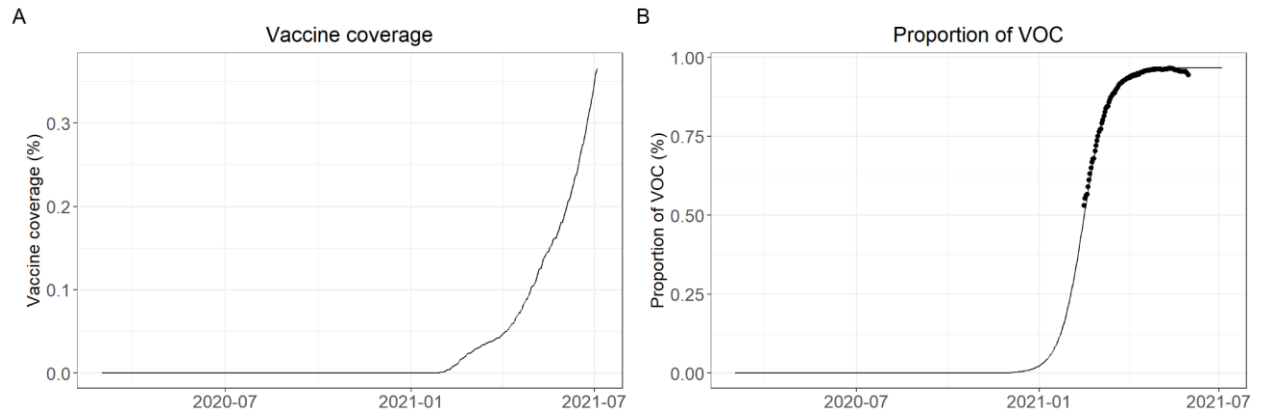 A
Vaccine coverage
Vaccine coverage (%)
0.3
0.2
0.1
0.0
2020-07
2021-01
2021-07
B
Proportion of VOC
Proportion of VOC (%)
1.00
0.75
0.50
0.25
0.00
2020-07
2021-01
2021-07